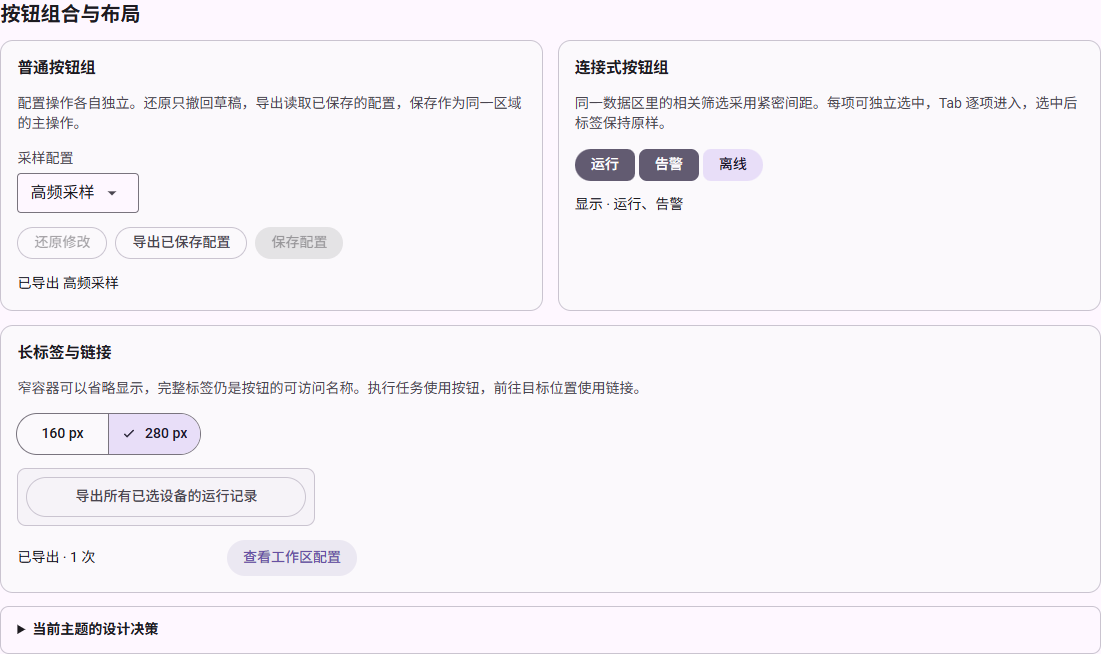 按钮组合与布局
普通按钮组
配置操作各自独立。还原只撤回草稿，导出读取已保存的配置，保存作为同一区域
的主操作。
采样配置
高频采样
还原修改 导出已保存配置 保存配置
已导出 高频采样
连接式按钮组
同一数据区里的相关筛选采用紧密间距。每项可独立选中，Tab 逐项进入，选中后
标签保持原样。
运行 告警 离线
显示 · 运行、告警
长标签与链接
窄容器可以省略显示，完整标签仍是按钮的可访问名称。执行任务使用按钮，前往目标位置使用链接。
160 px 280 px
导出所有已选设备的运行记录
已导出 · 1 次 查看工作区配置
当前主题的设计决策